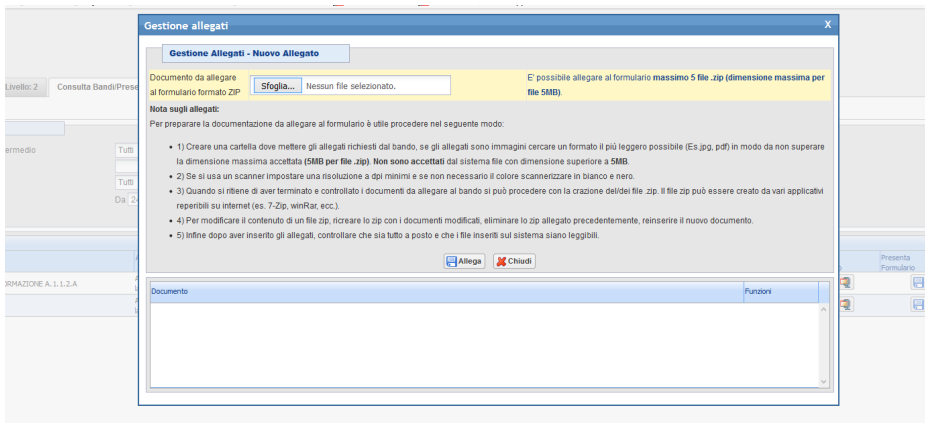 Gestione allegati X
Gestione Allegati - Nuovo Allegato
Documento da allegare
al formulario formato ZIP
Sfoglia... Nessun file selezionato.
E' possibile allegare al formulario massimo 5 file .zip (dimensione massima per
file 5MB).
Nota sugli allegati:
Per preparare la documentazione da allegare al formulario è utile procedere nel seguente modo:
• 1) Creare una cartella dove mettere gli allegati richiesti dal bando, se gli allegati sono immagini cercare un formato il più leggero possibile (Es.jpg, pdf) in modo da non superare
la dimensione massima accettata (5MB per file .zip). Non sono accettati dal sistema file con dimensione superiore a 5MB.
• 2) Se si usa un scanner impostare una risoluzione a dpi minimi e se non necessario il colore scannerizzare in bianco e nero.
• 3) Quando si ritiene di aver terminato e controllato i documenti da allegare al bando si può procedere con la crazione del/dei file .zip. Il file zip può essere creato da vari applicativi
reperibili su internet (es. 7-Zip, winRar, ecc.).
• 4) Per modificare il contenuto di un file zip, ricreare lo zip con i documenti modificati, eliminare lo zip allegato precedentemente, reinserire il nuovo documento.
• 5) Infine dopo aver inserito gli allegati, controllare che sia tutto a posto e che i file inseriti sul sistema siano leggibili.
Allega Chiudi
Documento Funzioni
Livello: 2 Consulta Bandi/Prese
ermedio Tutti
Tutti
Da 24
Presenta
Formulario
ORMAZIONE A.1.1.2.A